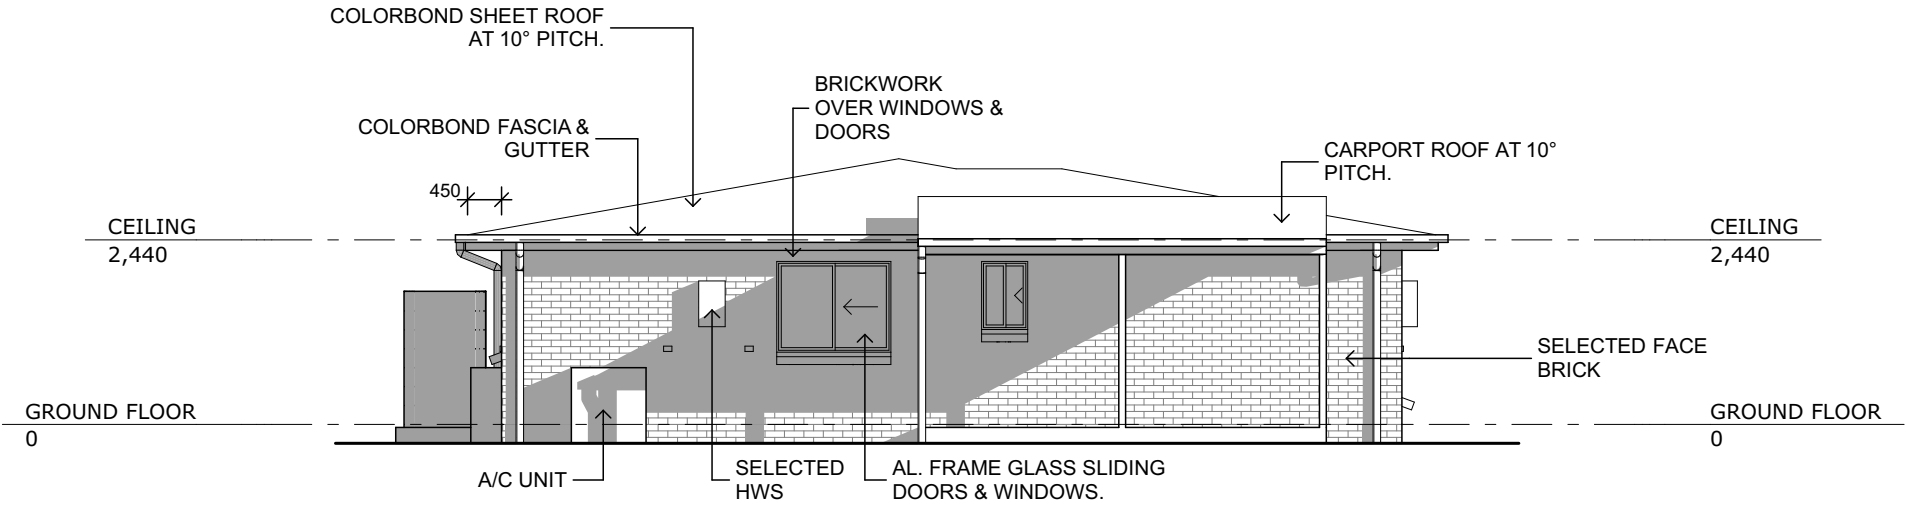 COLORBOND SHEET ROOF
AT 10° PITCH.
BRICKWORK
OVER WINDOWS &
DOORS
COLORBOND FASCIA &
GUTTER
CARPORT ROOF AT 10°
PITCH.
450
CEILING
2,440
CEILING
2,440
SELECTED FACE
BRICK
GROUND FLOOR
0
GROUND FLOOR
0
A/C UNIT
SELECTED
HWS
AL. FRAME GLASS SLIDING
DOORS & WINDOWS.